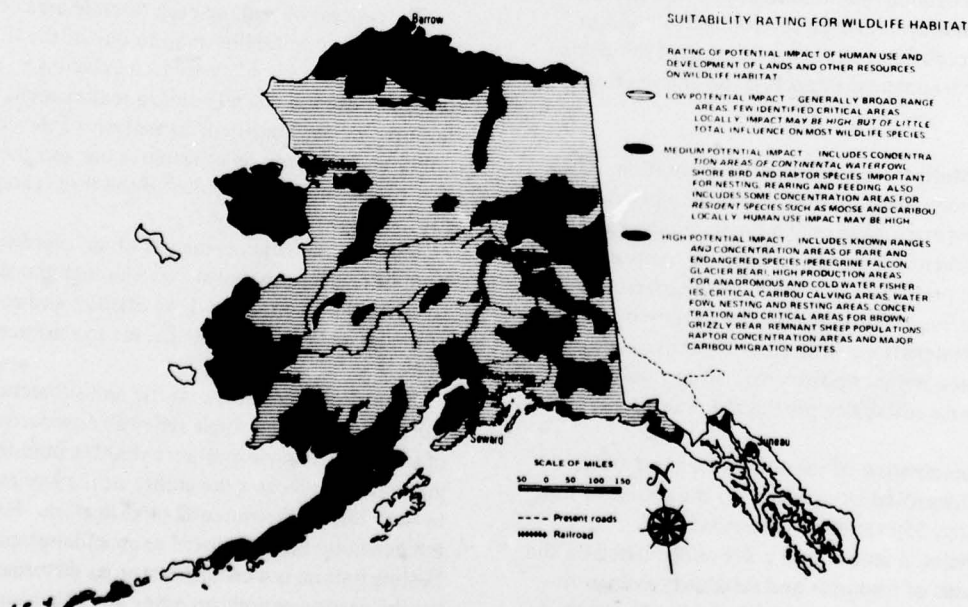 Barrow
SUITABILITY RATING FOR WILDLIFE HABITAT
RATING OF POTENTIAL IMPACT OF HUMAN USE AND
DEVELOPMENT OF LANDS AND OTHER RESOURCES
ON WILDLIFE HABITAT
LOW POTENTIAL IMPACT GENERALLY BROAD RANGE
AREAS, FEW IDENTIFIED CRITICAL AREAS
LOCALLY IMPACT MAY BE HIGH BUT OF LITTLE
TOTAL INFLUENCE ON MOST WILDLIFE SPECIES
MEDIUM POTENTIAL IMPACT INCLUDES CONCENTRA
TION AREAS OF CONTINENTAL WATERFOWL
SHORE BIRD AND RAPTOR SPECIES IMPORTANT
FOR NESTING, REARING AND FEEDING ALSO
INCLUDES SOME CONCENTRATION AREAS FOR
RESIDENT SPECIES SUCH AS MOOSE AND CARIBOU
LOCALLY HUMAN USE IMPACT MAY BE HIGH
HIGH POTENTIAL IMPACT INCLUDES KNOWN RANGES
AND CONCENTRATION AREAS OF RARE AND
ENDANGERED SPECIES (PEREGRINE FALCON
GLACIER BEAR) HIGH PRODUCTION AREAS
FOR ANADROMOUS AND COLD WATER FISHER
IES, CRITICAL CARIBOU CALVING AREAS, WATER
FOWL NESTING AND RESTING AREAS, CONCEN
TRATION AND CRITICAL AREAS FOR BROWN/
GRIZZLY BEAR REMNANT SHEEP POPULATIONS
RAPTOR CONCENTRATION AREAS AND MAJOR
CARIBOU MIGRATION ROUTES
Seward
Juneau
SCALE OF MILES
50 0 50 100 150
Present roads
Railroad
N